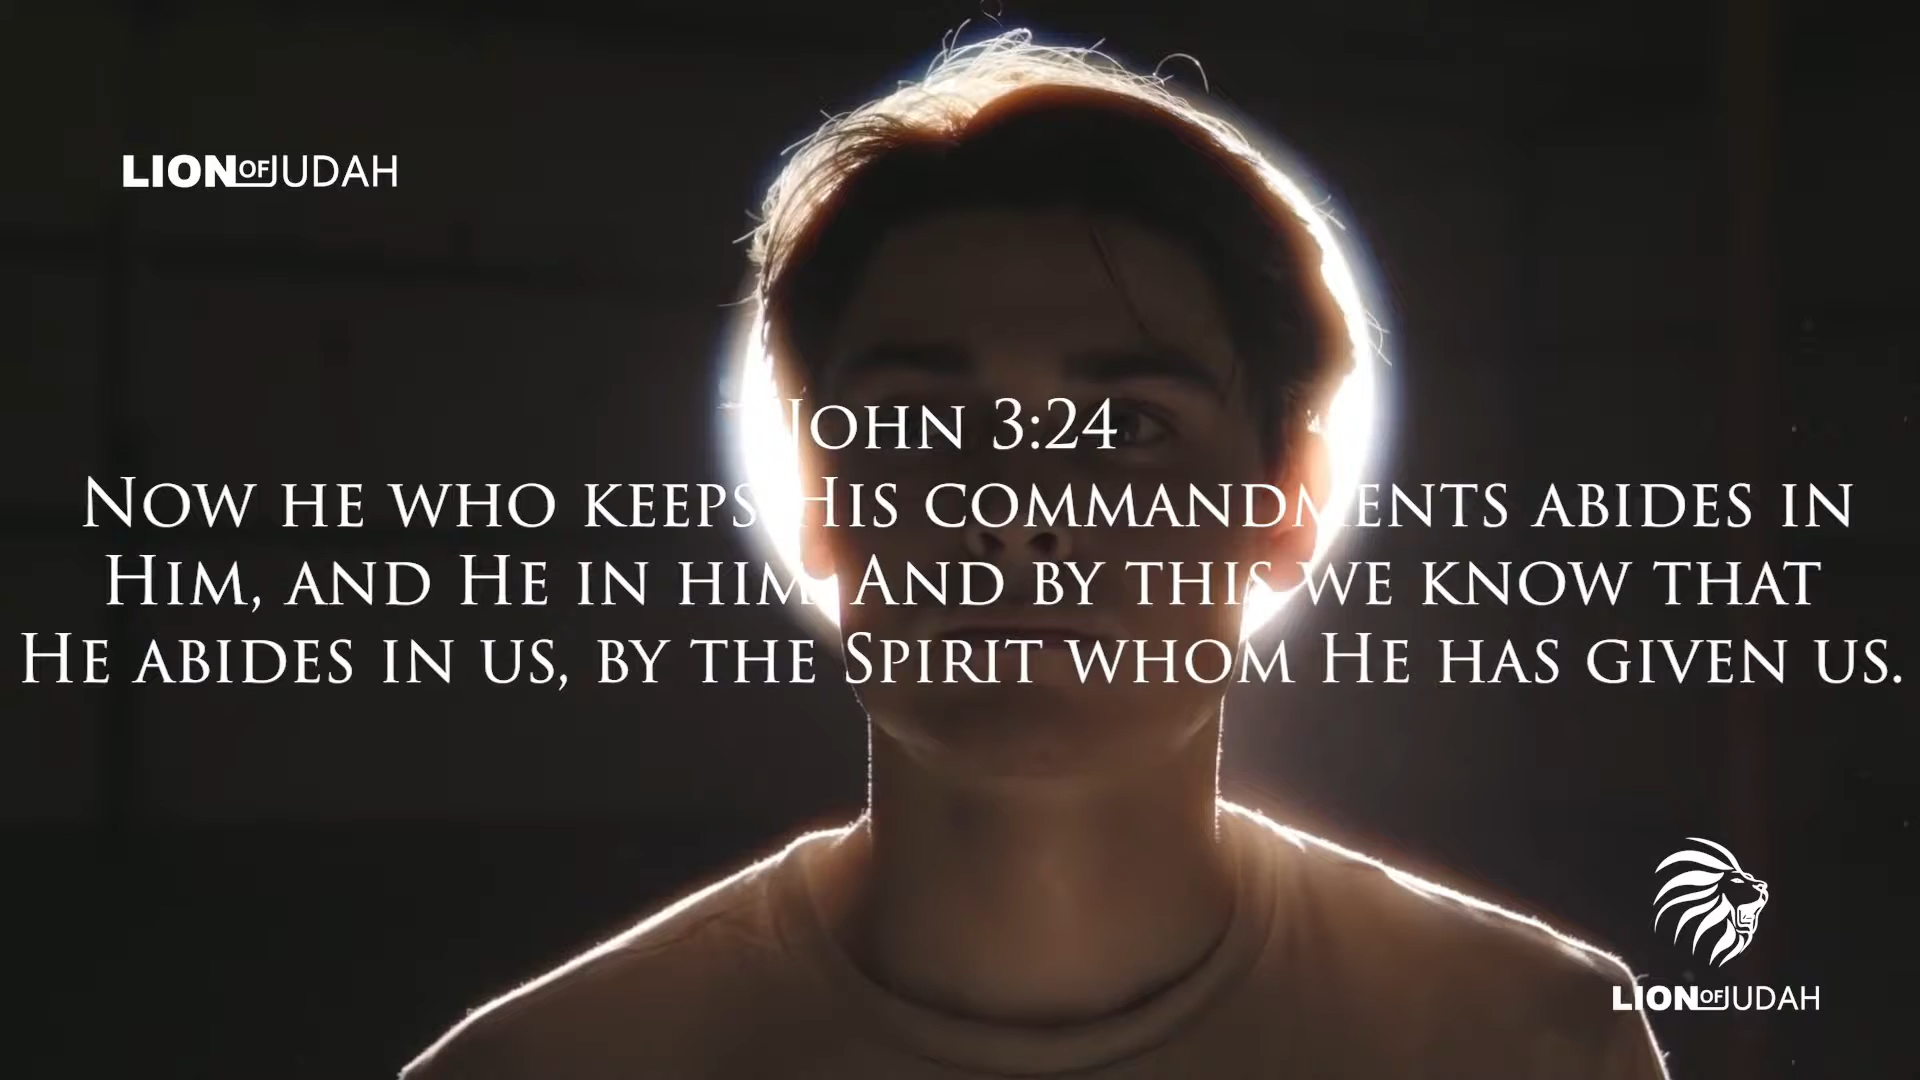 LION OF JUDAH
John 3:24
Now he who keeps His commandments abides in
Him, and He in him. And by this we know that
He abides in us, by the Spirit whom He has given us.
LION OF JUDAH